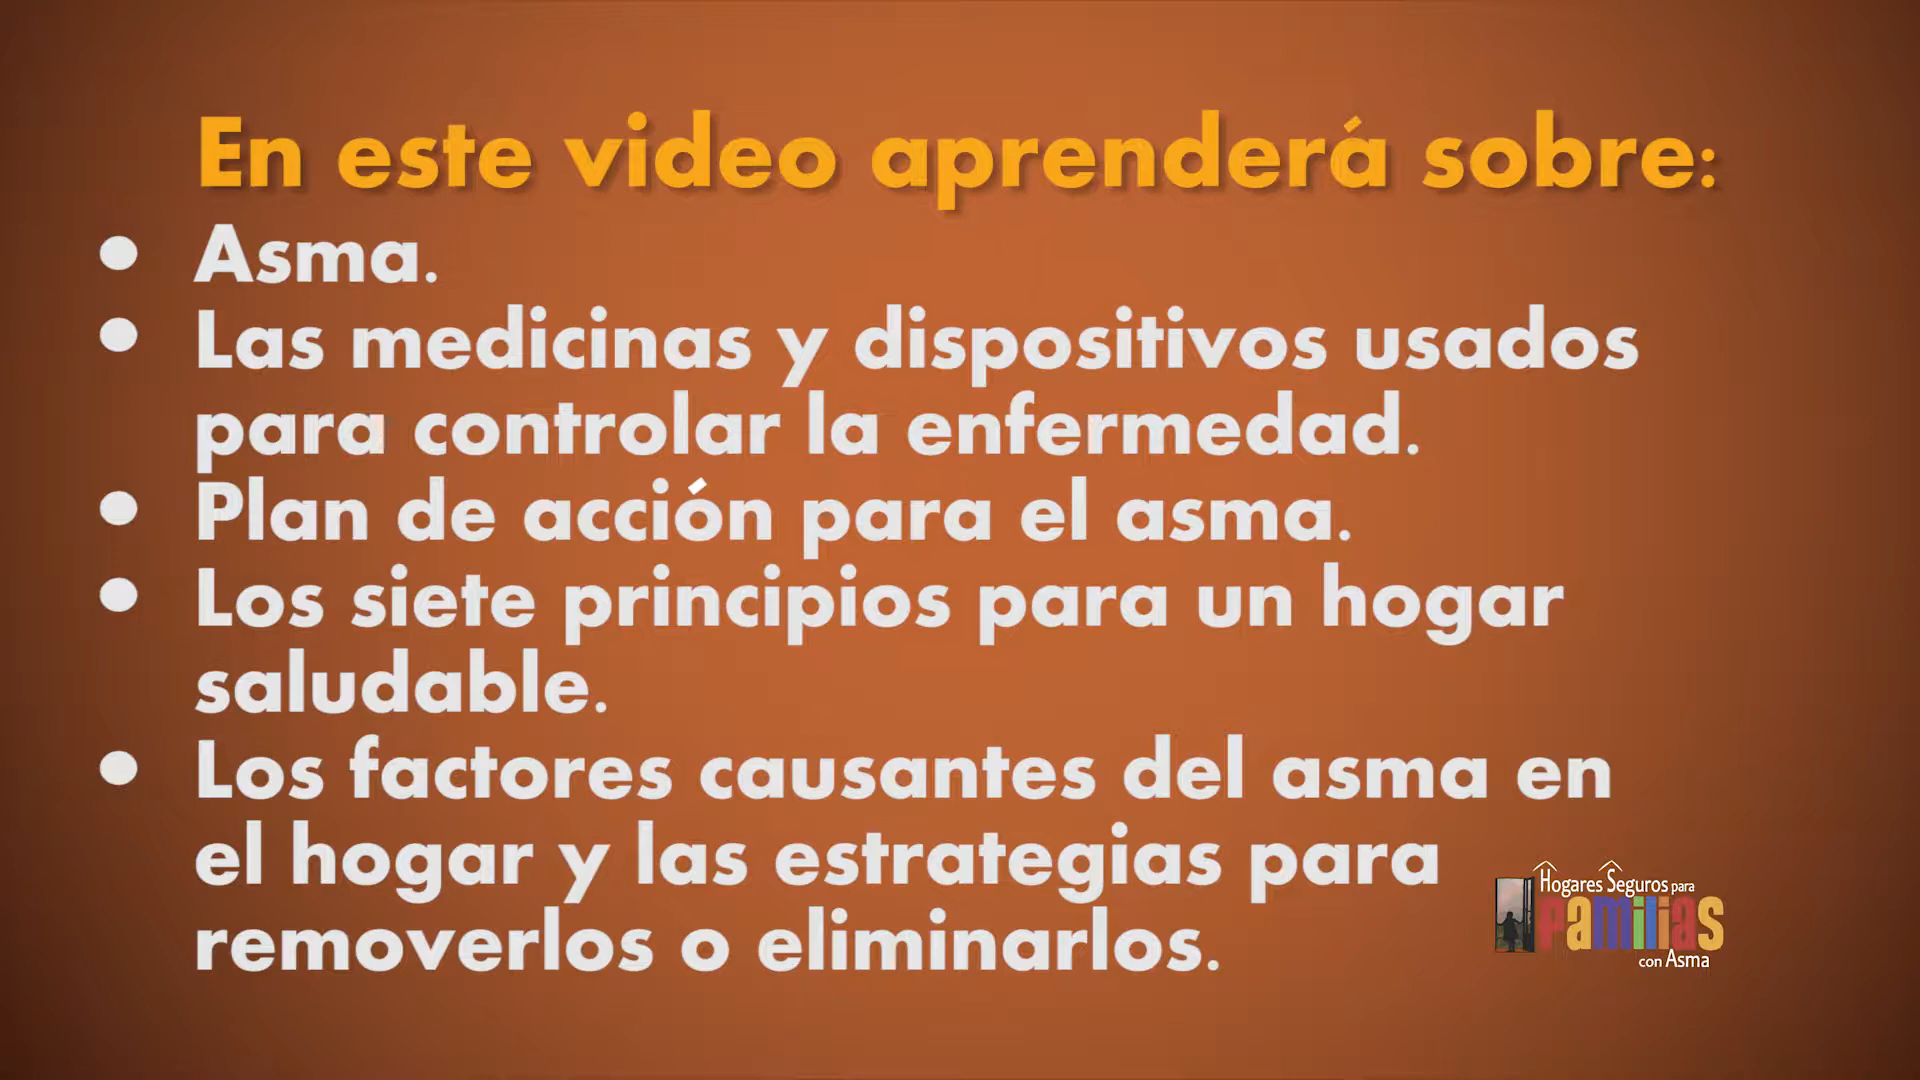 En este video aprenderá sobre:
• Asma.
• Las medicinas y dispositivos usados
para controlar la enfermedad.
• Plan de acción para el asma.
• Los siete principios para un hogar
saludable.
• Los factores causantes del asma en
el hogar y las estrategias para
removerlos o eliminarlos.
Hogares Seguros para
Familias
con Asma